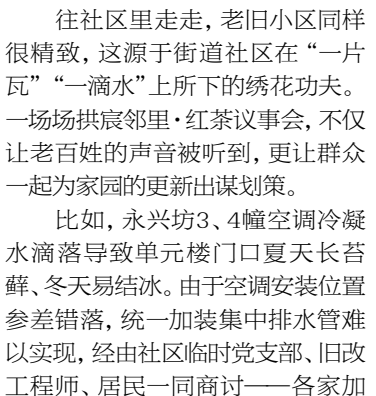 往社区里走走，老旧小区同样
很精致，这源于街道社区在“一片
瓦”“一滴水”上所下的绣花功夫。
一场场拱宸邻里·红茶议事会，不仅
让老百姓的声音被听到，更让群众
一起为家园的更新出谋划策。
比如，永兴坊3、4幢空调冷凝
水滴落导致单元楼门口夏天长苔
藓、冬天易结冰。由于空调安装位置
参差错落，统一加装集中排水管难
以实现，经由社区临时党支部、旧改
工程师、居民一同商讨——各家加